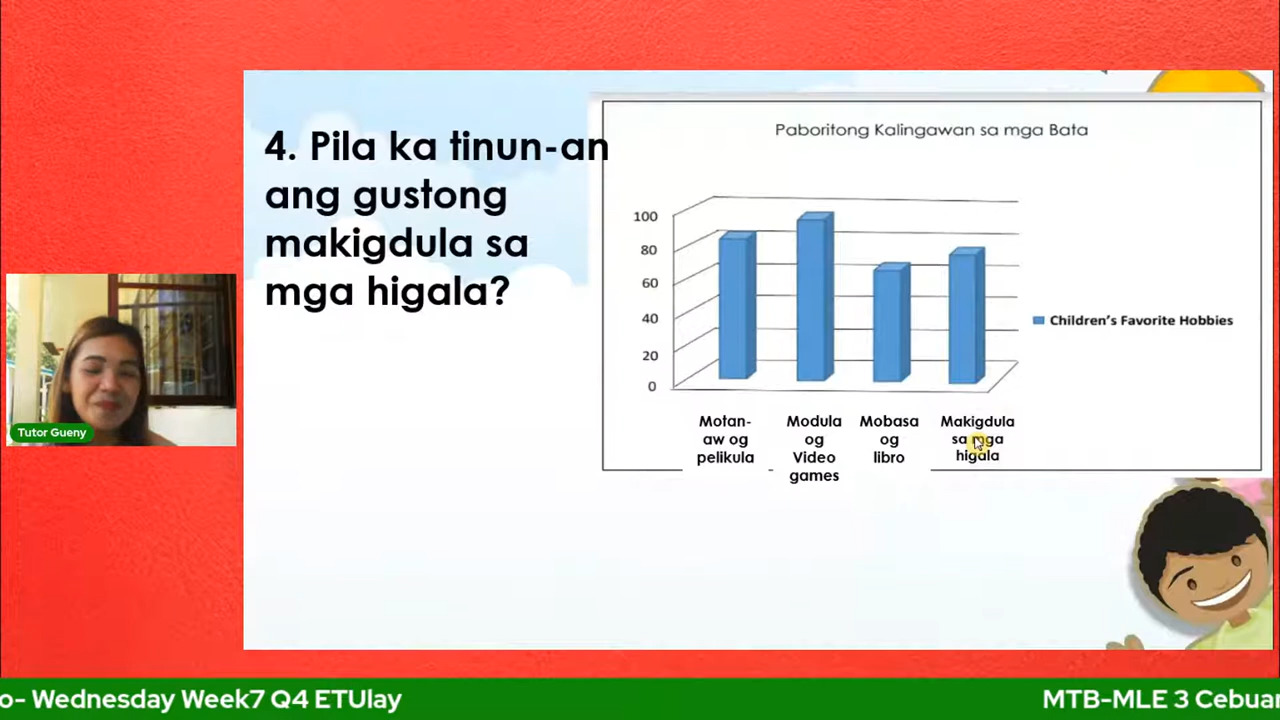 4. Pila ka tinun-an
ang gustong
makigdula sa
mga higala?
Paboritong Kalingawan sa mga Bata
100
80
60
40
20
0
Children's Favorite Hobbies
Motan-
aw og
pelikula
Modula
og
Video
games
Mobasa
og
libro
Makigdula
sa mga
higala
Tutor Gueny
o- Wednesday Week7 Q4 ETUlay
MTB-MLE 3 Cebuan